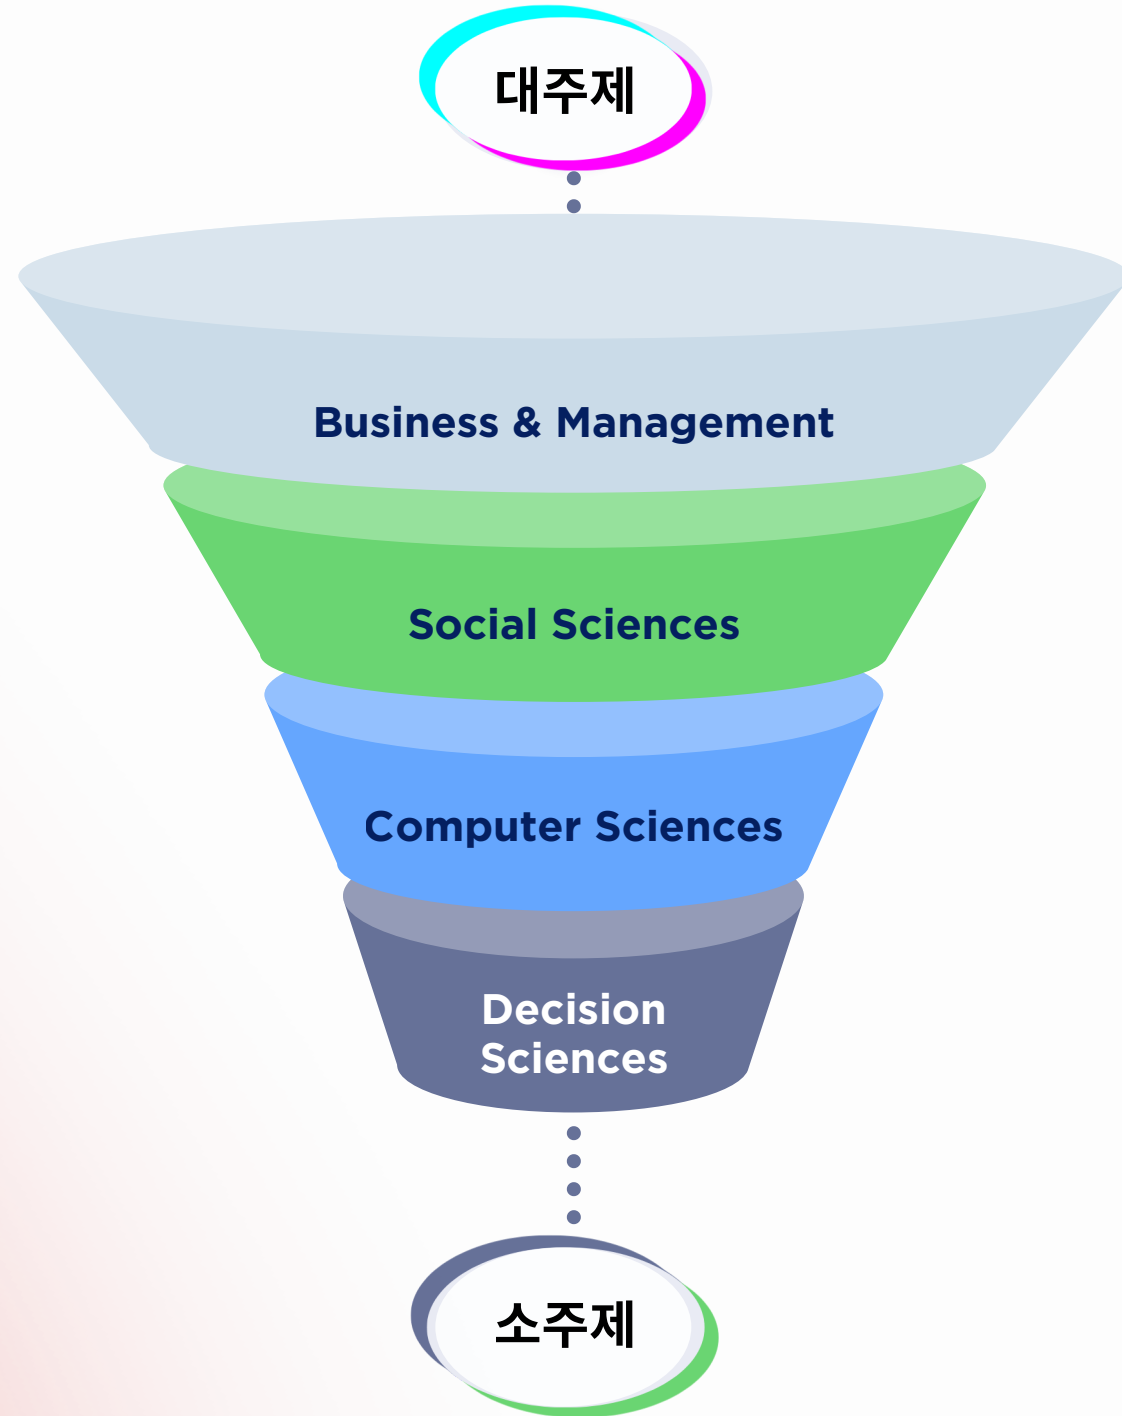 대주제
Business & Management
Social Sciences
Computer Sciences
Decision
Sciences
소주제